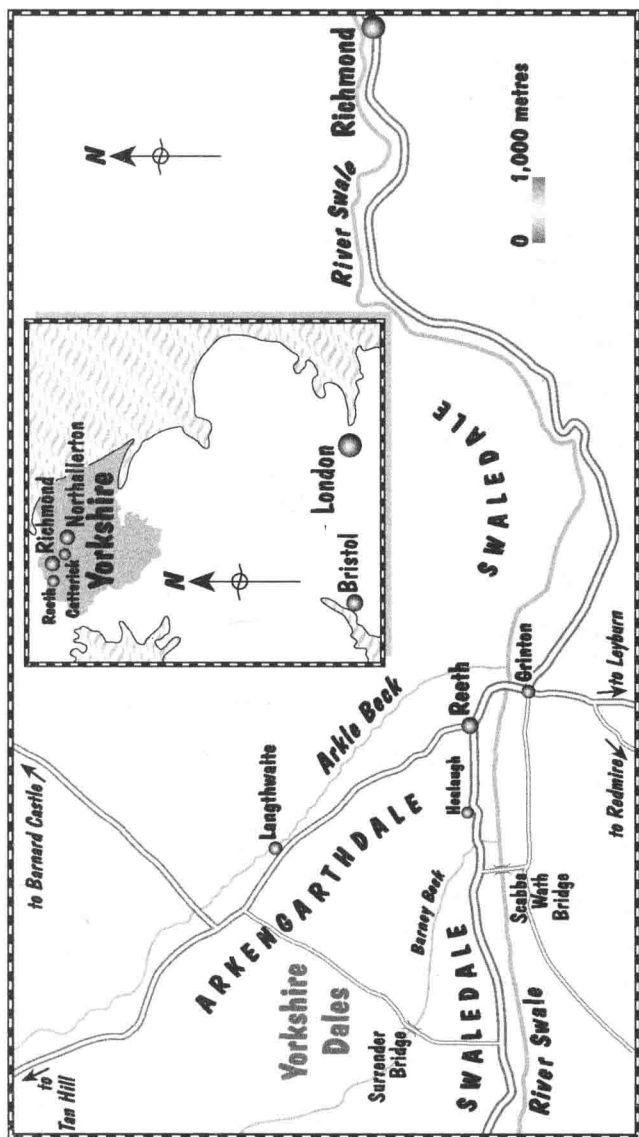 to
Tan Hill
to Barnard Castle
Langthwaite
ARKENGARTHDALE
Arkle Beck
Yorkshire
Dales
Surrender
Bridge
Barney Beck
Healaugh
Reeth
SWALEDALE
River Swale
Scabba
Wath
Bridge
Grinton
to Redmire
to Leyburn
SWALEDALE
River Swale
Richmond
N
0 1,000 metres
Reeth
Richmond
Catterick
Northallerton
Yorkshire
N
Bristol
London